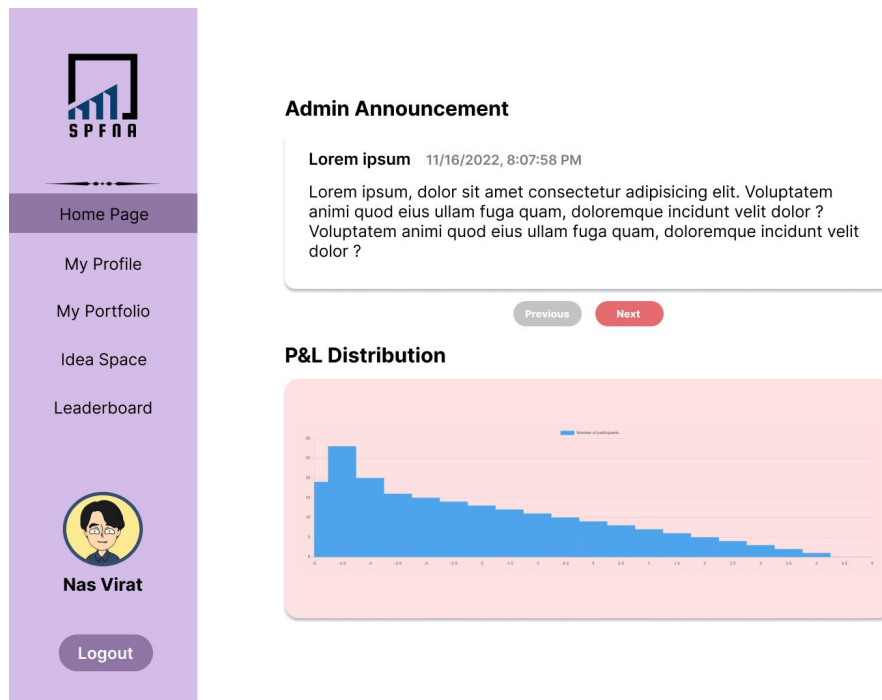 SPFNA
Home Page
My Profile
My Portfolio
Idea Space
Leaderboard
Nas Virat
Logout
Admin Announcement
Lorem ipsum 11/16/2022, 8:07:58 PM
Lorem ipsum, dolor sit amet consectetur adipisicing elit. Voluptatem
animi quod eius ullam fuga quam, doloremque incidunt velit dolor ?
Voluptatem animi quod eius ullam fuga quam, doloremque incidunt velit
dolor ?
Previous Next
P&L Distribution
Number of participants